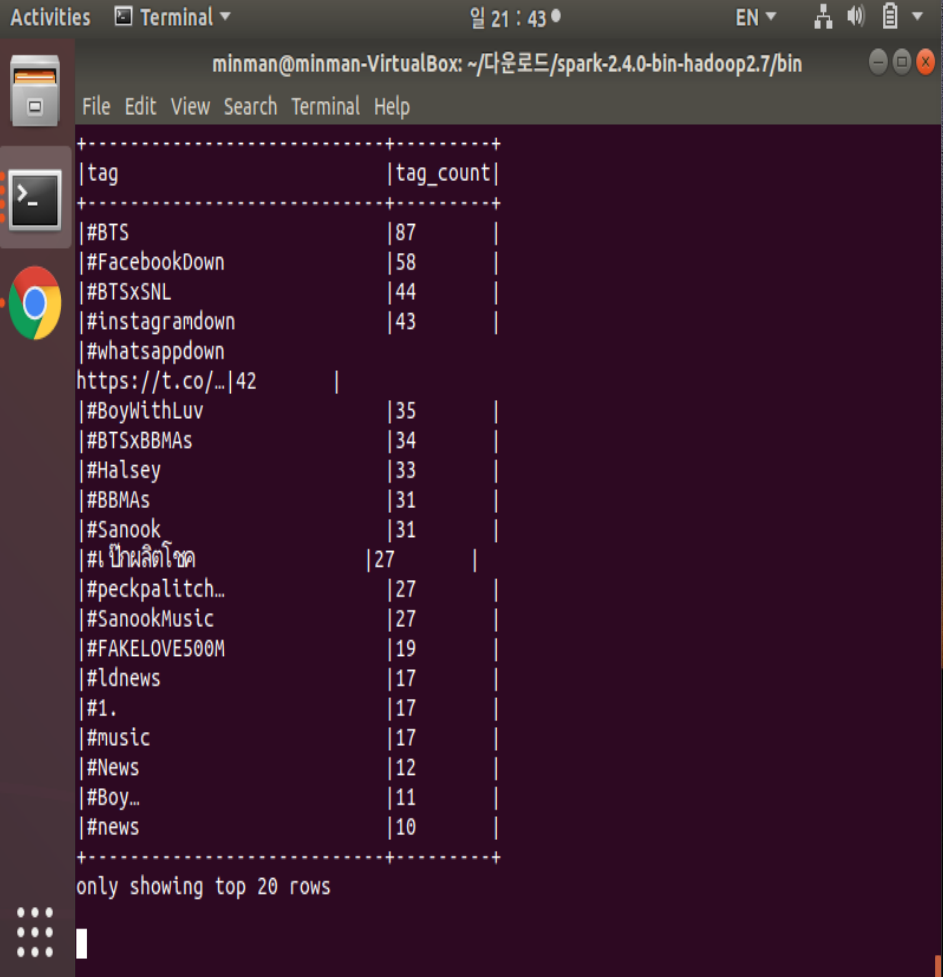 Activities Terminal 일 21 : 43 EN
minman@minman-VirtualBox: ~/다운로드/spark-2.4.0-bin-hadoop2.7/bin
File Edit View Search Terminal Help
+----------------------------+---------+
|tag                         |tag_count|
+----------------------------+---------+
|#BTS                        |87       |
|#FacebookDown               |58       |
|#BTSxSNL                    |44       |
|#instagramdown              |43       |
|#whatsappdown
https://t.co/…|42       |
|#BoyWithLuv                 |35       |
|#BTSxBBMAs                  |34       |
|#Halsey                     |33       |
|#BBMAs                      |31       |
|#Sanook                     |31       |
|#เป๊กผลิตโชค                |27       |
|#peckpalitch…               |27       |
|#SanookMusic                |27       |
|#FAKELOVE500M               |19       |
|#ldnews                     |17       |
|#1.                         |17       |
|#music                      |17       |
|#News                       |12       |
|#Boy…                       |11       |
|#news                       |10       |
+----------------------------+---------+
only showing top 20 rows